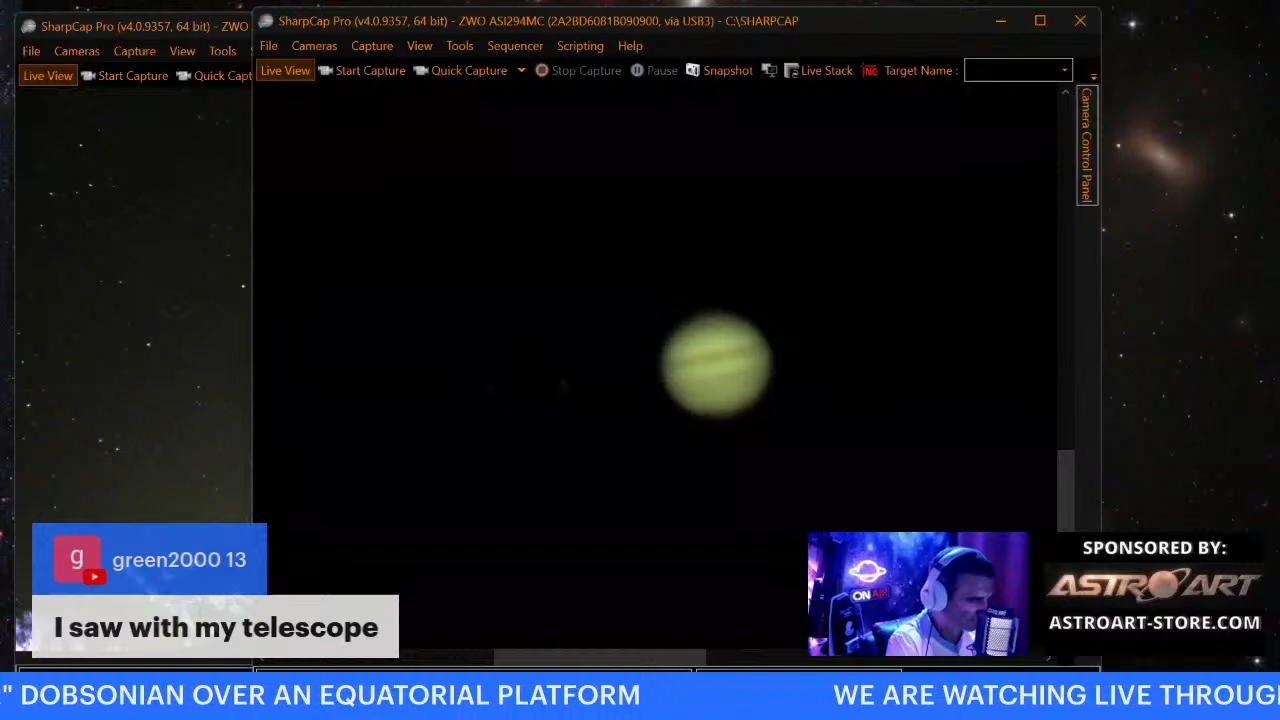 SharpCap Pro (v4.0.9357, 64 bit) - ZWO
File Cameras Capture View Tools
Live View Start Capture Quick Capt
SharpCap Pro (v4.0.9357, 64 bit) - ZWO ASI294MC (2A2BD6081B090900, via USB3) - C:\SHARPCAP
File Cameras Capture View Tools Sequencer Scripting Help
Live View Start Capture Quick Capture Stop Capture Pause Snapshot Live Stack NG Target Name :
Camera Control Panel
g green2000 13
I saw with my telescope
ON AIR
SPONSORED BY:
ASTROART
ASTROART-STORE.COM
" DOBSONIAN OVER AN EQUATORIAL PLATFORM WE ARE WATCHING LIVE THROUG